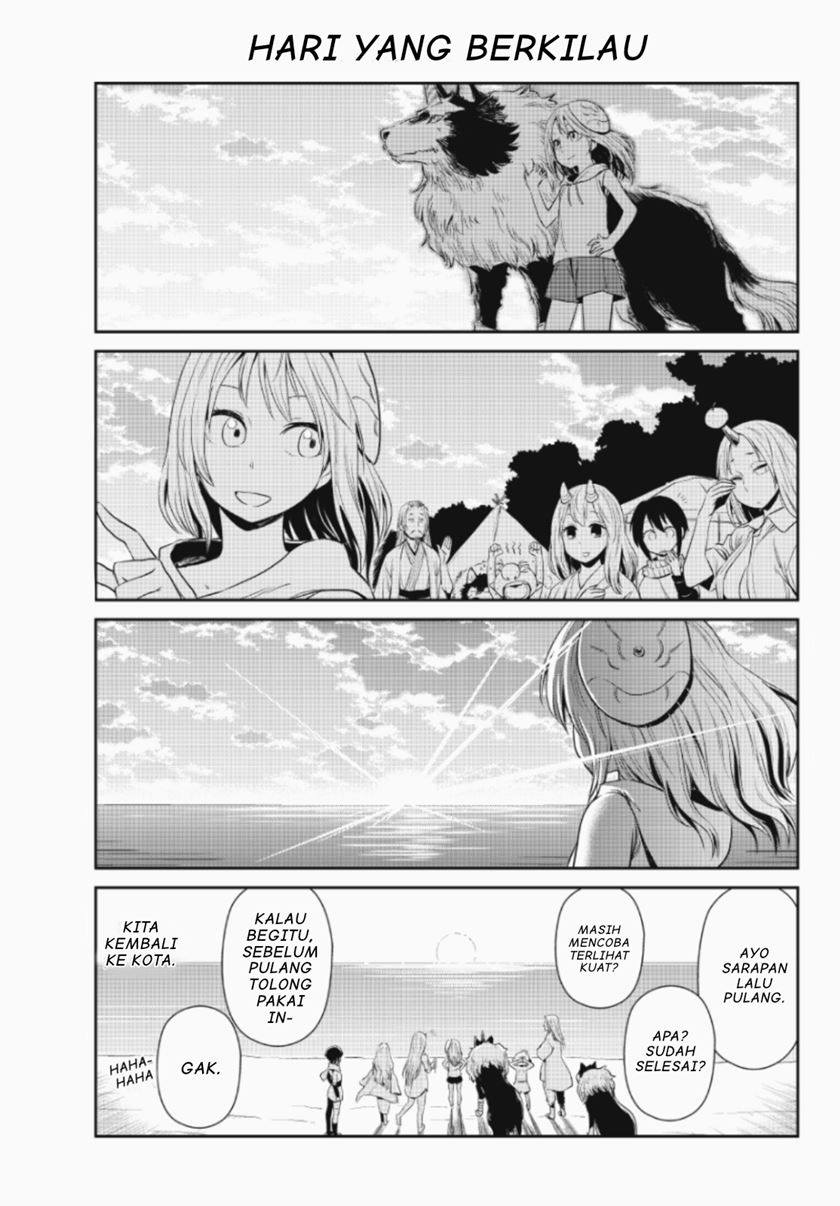 HARI YANG BERKILAU
AYO
SARAPAN
LALU
PULANG.
APA?
SUDAH
SELESAI?
MASIH
MENCOBA
TERLIHAT
KUAT?
KALAU
BEGITU,
SEBELUM
PULANG
TOLONG
PAKAI
IN-
GAK.
KITA
KEMBALI
KE KOTA.
HAHA-
HAHA